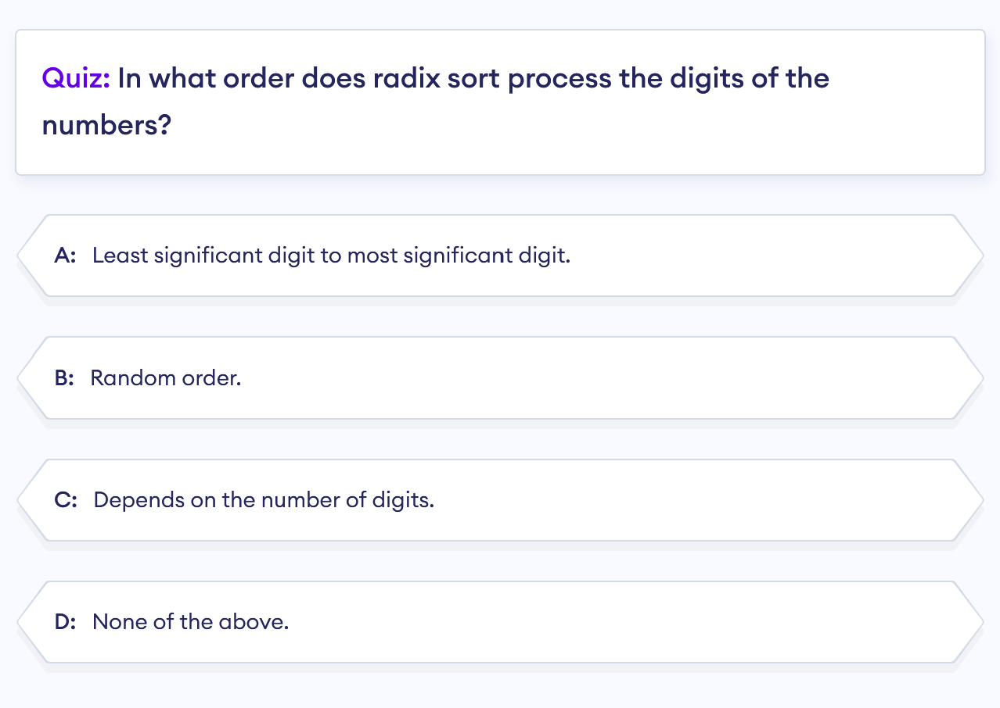 Quiz: In what order does radix sort process the digits of the
numbers?
A: Least significant digit to most significant digit.
B: Random order.
C: Depends on the number of digits.
D: None of the above.